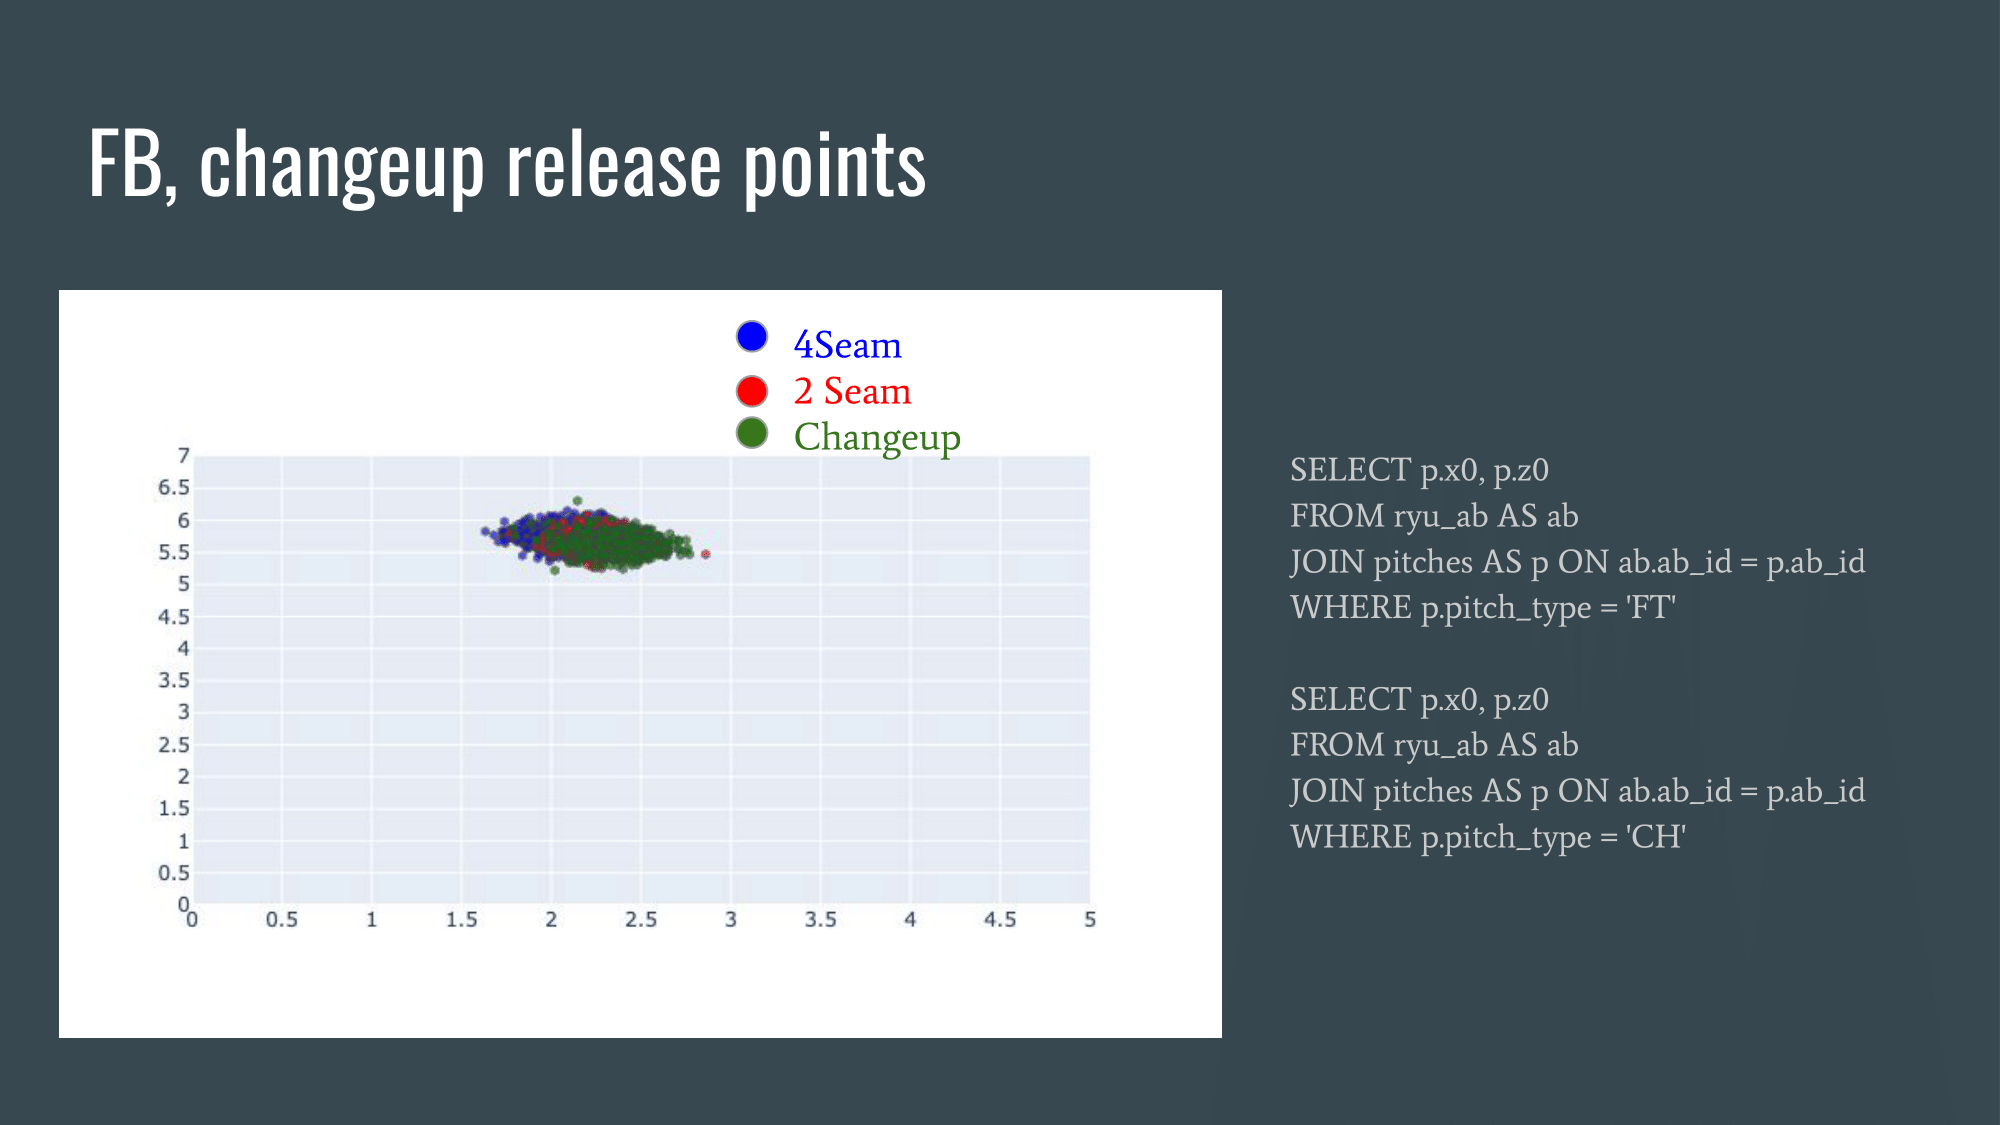 FB, changeup release points
4Seam
2 Seam
Changeup
7
6.5
6
5.5
5
4.5
4
3.5
3
2.5
2
1.5
1
0.5
0
0 0.5 1 1.5 2 2.5 3 3.5 4 4.5 5
SELECT p.x0, p.z0
FROM ryu_ab AS ab
JOIN pitches AS p ON ab.ab_id = p.ab_id
WHERE p.pitch_type = 'FT'
SELECT p.x0, p.z0
FROM ryu_ab AS ab
JOIN pitches AS p ON ab.ab_id = p.ab_id
WHERE p.pitch_type = 'CH'